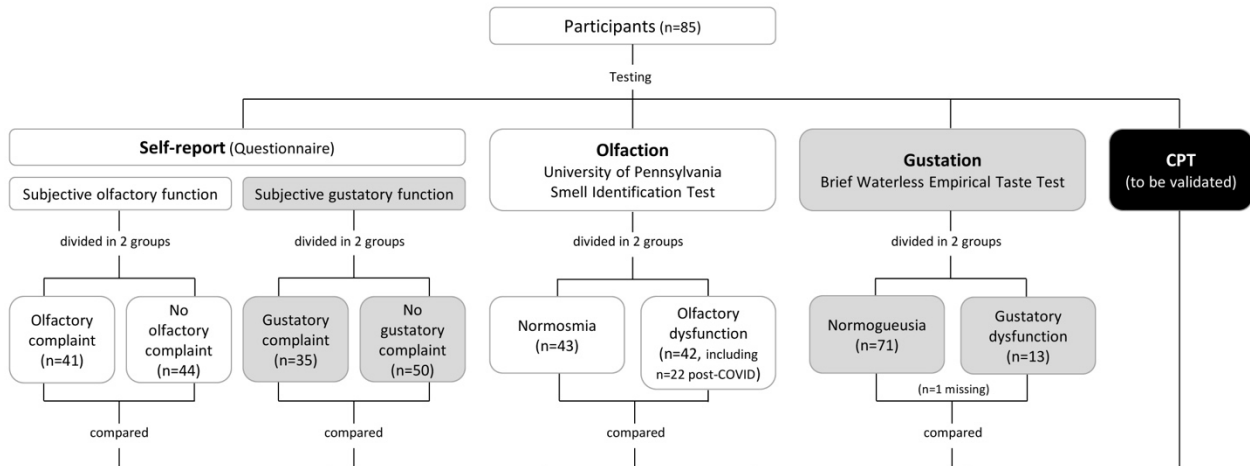 Participants (n=85)
Testing
Self-report (Questionnaire)
Subjective olfactory function
Subjective gustatory function
divided in 2 groups
divided in 2 groups
Olfactory
complaint
(n=41)
No
olfactory
complaint
(n=44)
Gustatory
complaint
(n=35)
No
gustatory
complaint
(n=50)
compared
compared
Olfaction
University of Pennsylvania
Smell Identification Test
divided in 2 groups
Normosmia
(n=43)
Olfactory
dysfunction
(n=42, including
n=22 post-COVID)
compared
Gustation
Brief Waterless Empirical Taste Test
divided in 2 groups
Normogueusia
(n=71)
Gustatory
dysfunction
(n=13)
(n=1 missing)
compared
CPT
(to be validated)